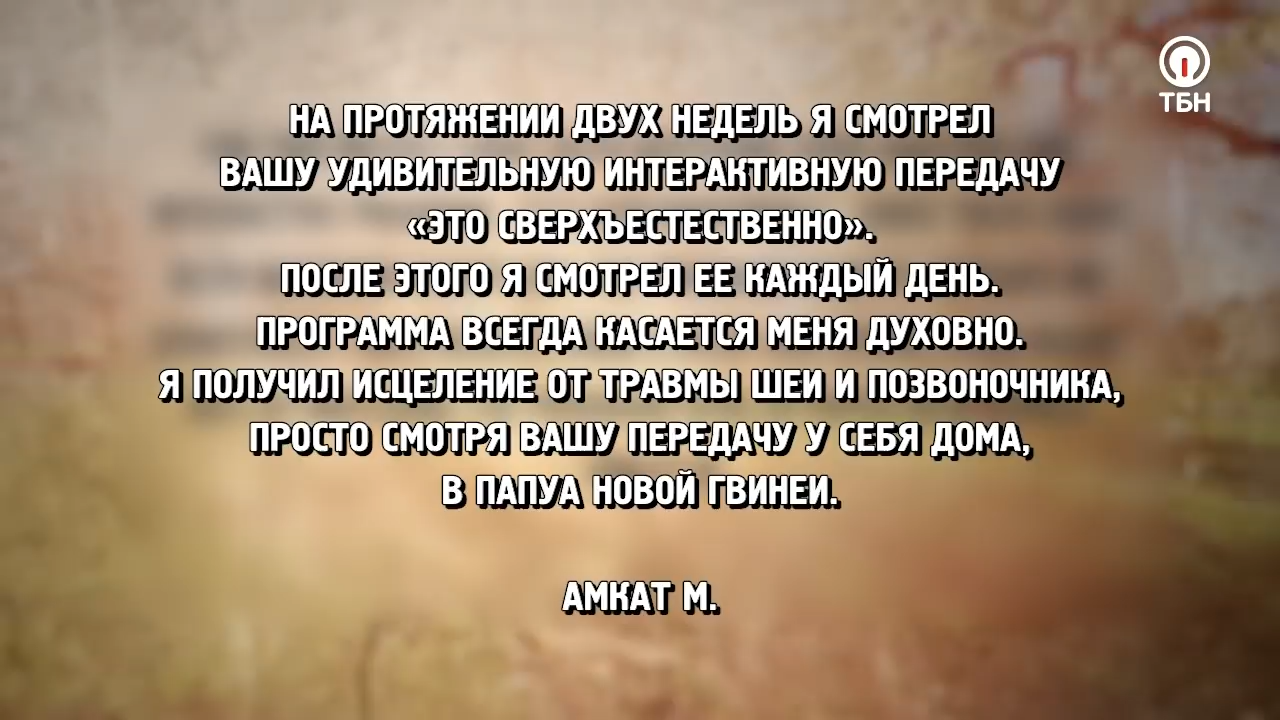 ТБН
НА ПРОТЯЖЕНИИ ДВУХ НЕДЕЛЬ Я СМОТРЕЛ
ВАШУ УДИВИТЕЛЬНУЮ ИНТЕРАКТИВНУЮ ПЕРЕДАЧУ
«ЭТО СВЕРХЪЕСТЕСТВЕННО».
ПОСЛЕ ЭТОГО Я СМОТРЕЛ ЕЕ КАЖДЫЙ ДЕНЬ.
ПРОГРАММА ВСЕГДА КАСАЕТСЯ МЕНЯ ДУХОВНО.
Я ПОЛУЧИЛ ИСЦЕЛЕНИЕ ОТ ТРАВМЫ ШЕИ И ПОЗВОНОЧНИКА,
ПРОСТО СМОТРЯ ВАШУ ПЕРЕДАЧУ У СЕБЯ ДОМА,
В ПАПУА НОВОЙ ГВИНЕИ.
АМКАТ М.